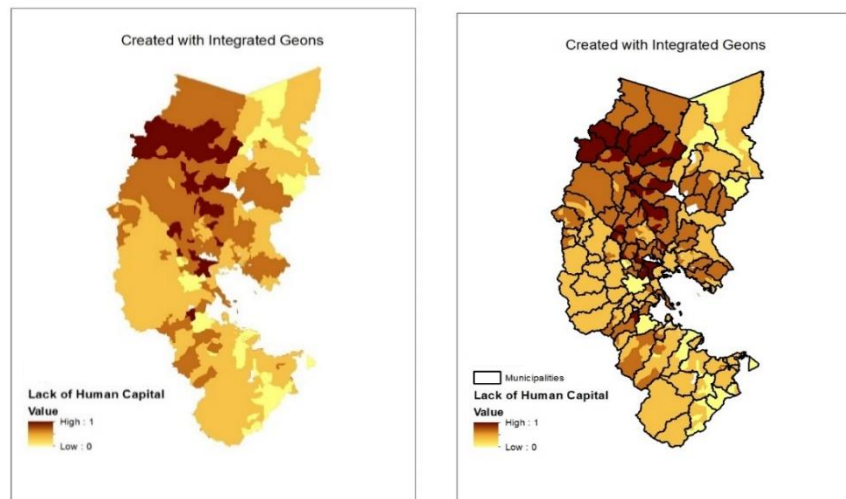 Created with Integrated Geons
Lack of Human Capital
Value
High : 1
Low : 0
Created with Integrated Geons
Municipalities
Lack of Human Capital
Value
High : 1
Low : 0